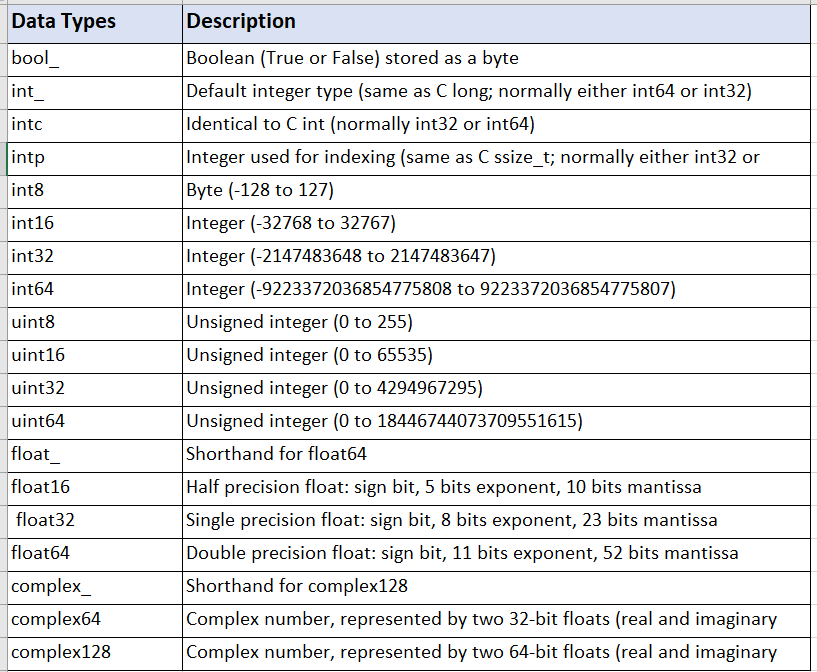 Data Types Description
bool_ Boolean (True or False) stored as a byte
int_ Default integer type (same as C long; normally either int64 or int32)
intc Identical to C int (normally int32 or int64)
intp Integer used for indexing (same as C ssize_t; normally either int32 or
int8 Byte (-128 to 127)
int16 Integer (-32768 to 32767)
int32 Integer (-2147483648 to 2147483647)
int64 Integer (-9223372036854775808 to 9223372036854775807)
uint8 Unsigned integer (0 to 255)
uint16 Unsigned integer (0 to 65535)
uint32 Unsigned integer (0 to 4294967295)
uint64 Unsigned integer (0 to 18446744073709551615)
float_ Shorthand for float64
float16 Half precision float: sign bit, 5 bits exponent, 10 bits mantissa
float32 Single precision float: sign bit, 8 bits exponent, 23 bits mantissa
float64 Double precision float: sign bit, 11 bits exponent, 52 bits mantissa
complex_ Shorthand for complex128
complex64 Complex number, represented by two 32-bit floats (real and imaginary
complex128 Complex number, represented by two 64-bit floats (real and imaginary